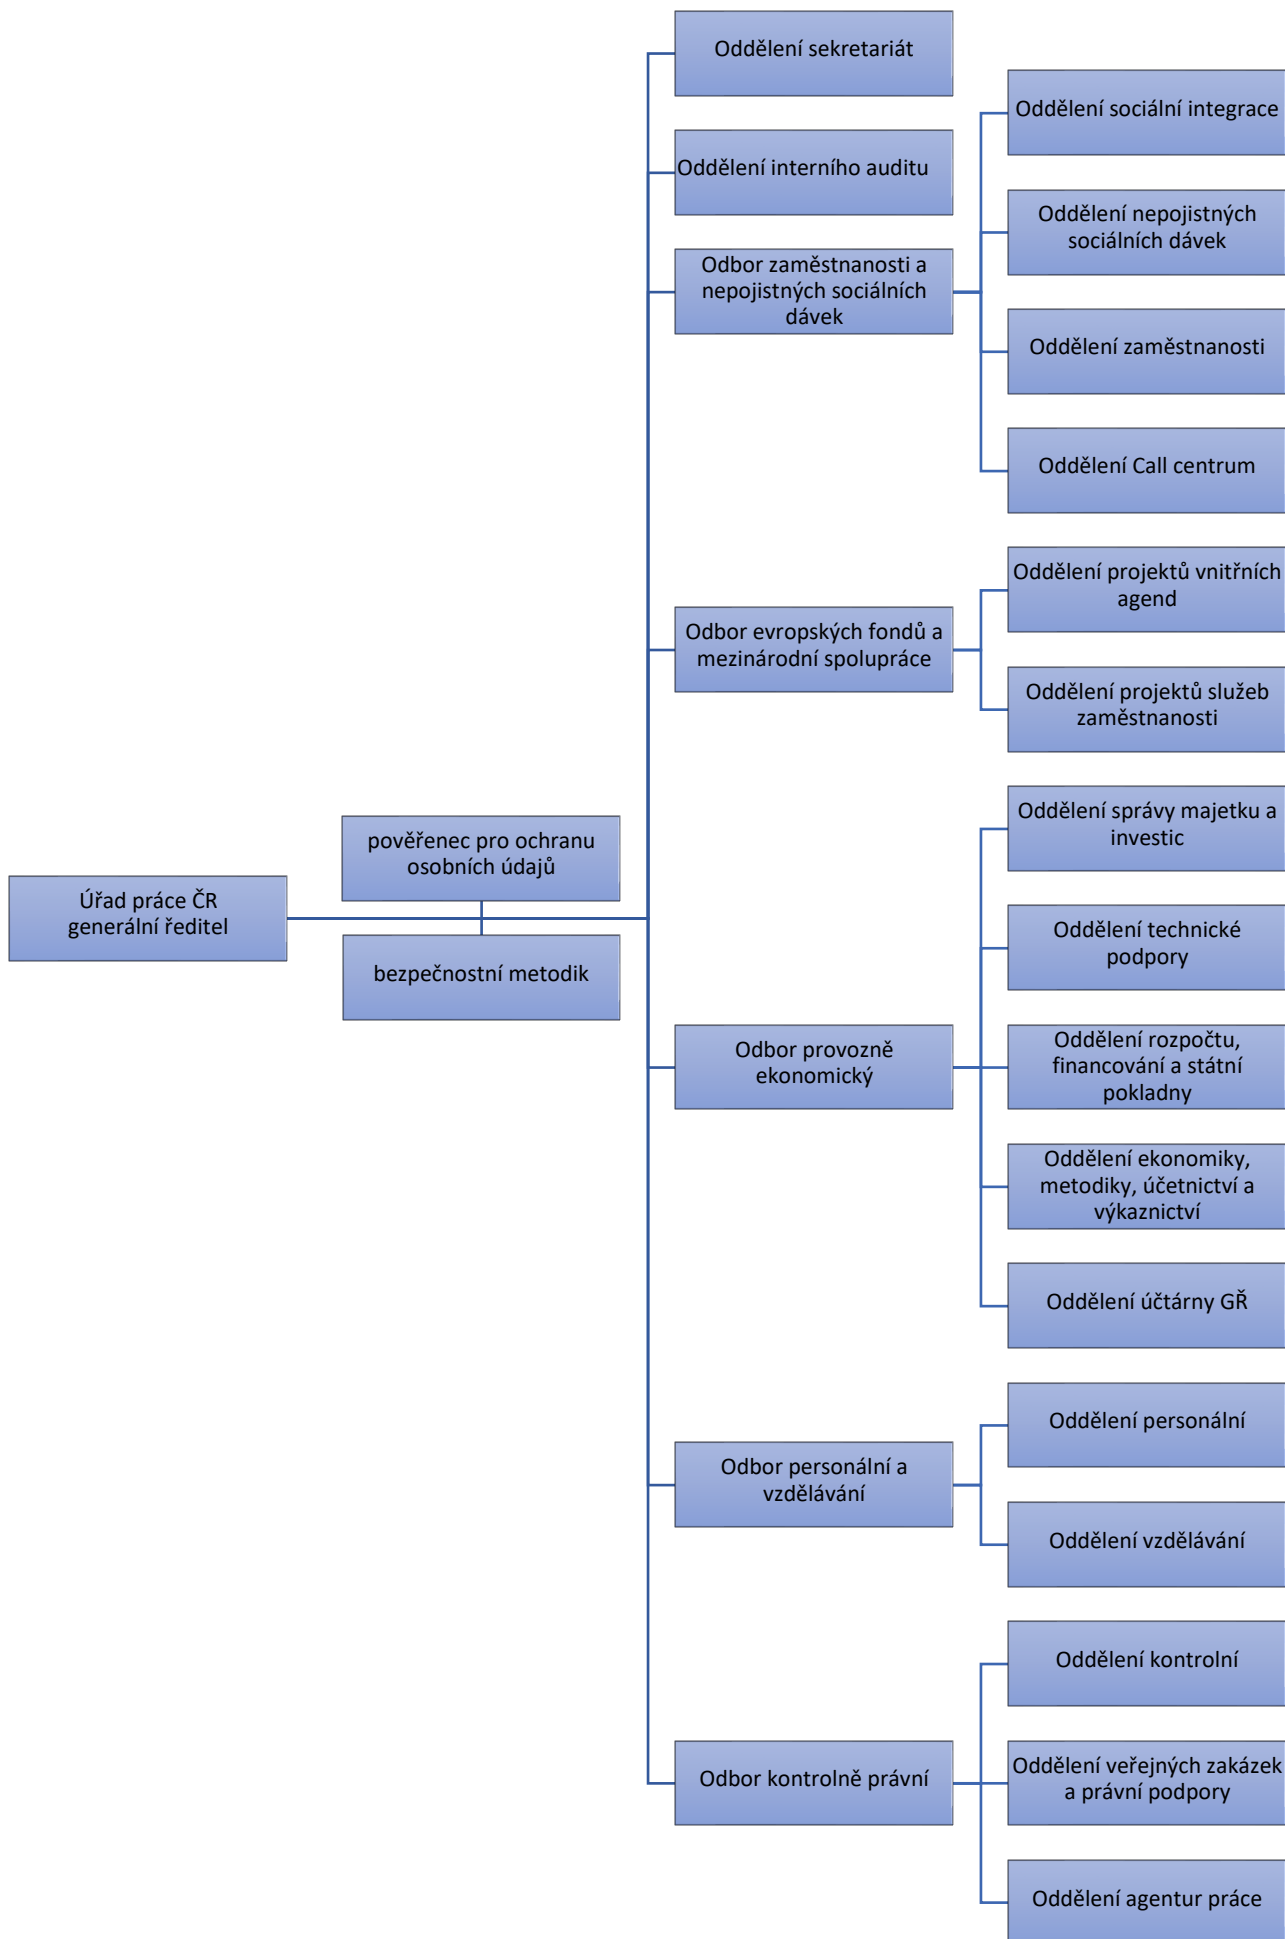 Úřad práce ČR
generální ředitel
pověřenec pro ochranu
osobních údajů
bezpečnostní metodik
Oddělení sekretariát
Oddělení interního auditu
Odbor zaměstnanosti a
nepojistných sociálních
dávek
Oddělení sociální integrace
Oddělení nepojistných
sociálních dávek
Oddělení zaměstnanosti
Oddělení Call centrum
Odbor evropských fondů a
mezinárodní spolupráce
Oddělení projektů vnitřních
agend
Oddělení projektů služeb
zaměstnanosti
Odbor provozně
ekonomický
Oddělení správy majetku a
investic
Oddělení technické
podpory
Oddělení rozpočtu,
financování a státní
pokladny
Oddělení ekonomiky,
metodiky, účetnictví a
výkaznictví
Oddělení účtárny GŘ
Odbor personální a
vzdělávání
Oddělení personální
Oddělení vzdělávání
Odbor kontrolně právní
Oddělení kontrolní
Oddělení veřejných zakázek
a právní podpory
Oddělení agentur práce